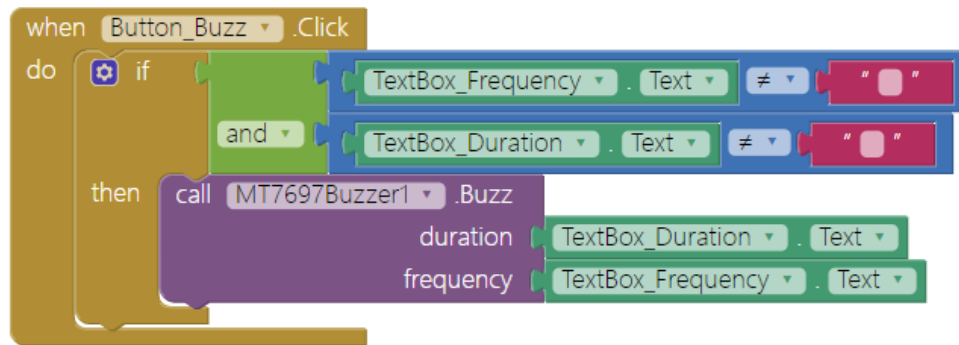 when Button_Buzz .Click
do if TextBox_Frequency . Text ≠ " "
and TextBox_Duration . Text ≠ " "
then call MT7697Buzzer1 .Buzz
duration TextBox_Duration . Text
frequency TextBox_Frequency . Text